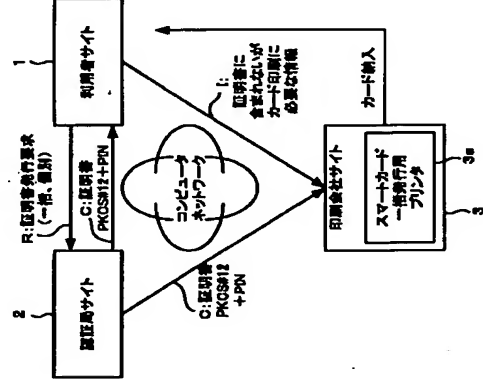 1
利用者サイト
R:証明書発行要求
(一括、個別)
C:証明書
PKCS#12+PIN
2
認証局サイト
コンピュータ
ネットワーク
I:
証明書に
含まれないが
カード印刷に
必要な情報
C:証明書
PKCS#12
+PIN
カード納入
印刷会社サイト
スマートカード
一括発行用
プリンタ
3a
3